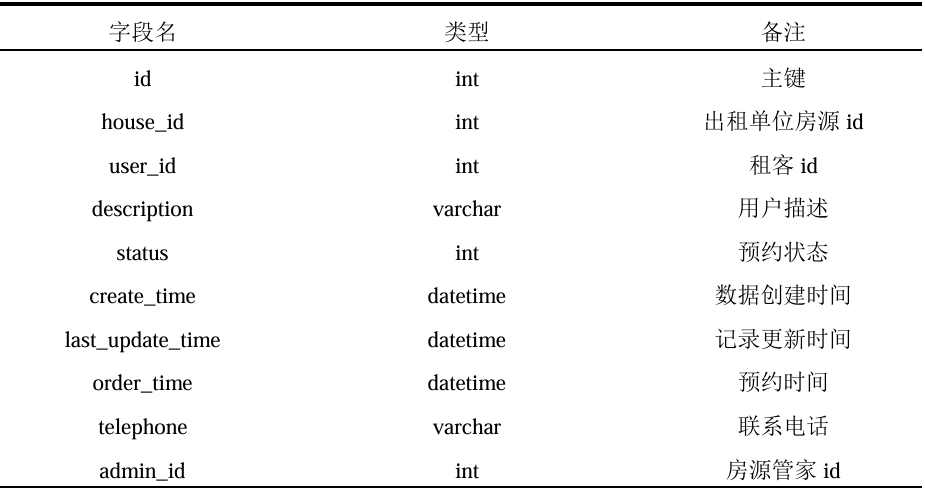 字段名 类型 备注
id int 主键
house_id int 出租单位房源 id
user_id int 租客 id
description varchar 用户描述
status int 预约状态
create_time datetime 数据创建时间
last_update_time datetime 记录更新时间
order_time datetime 预约时间
telephone varchar 联系电话
admin_id int 房源管家 id